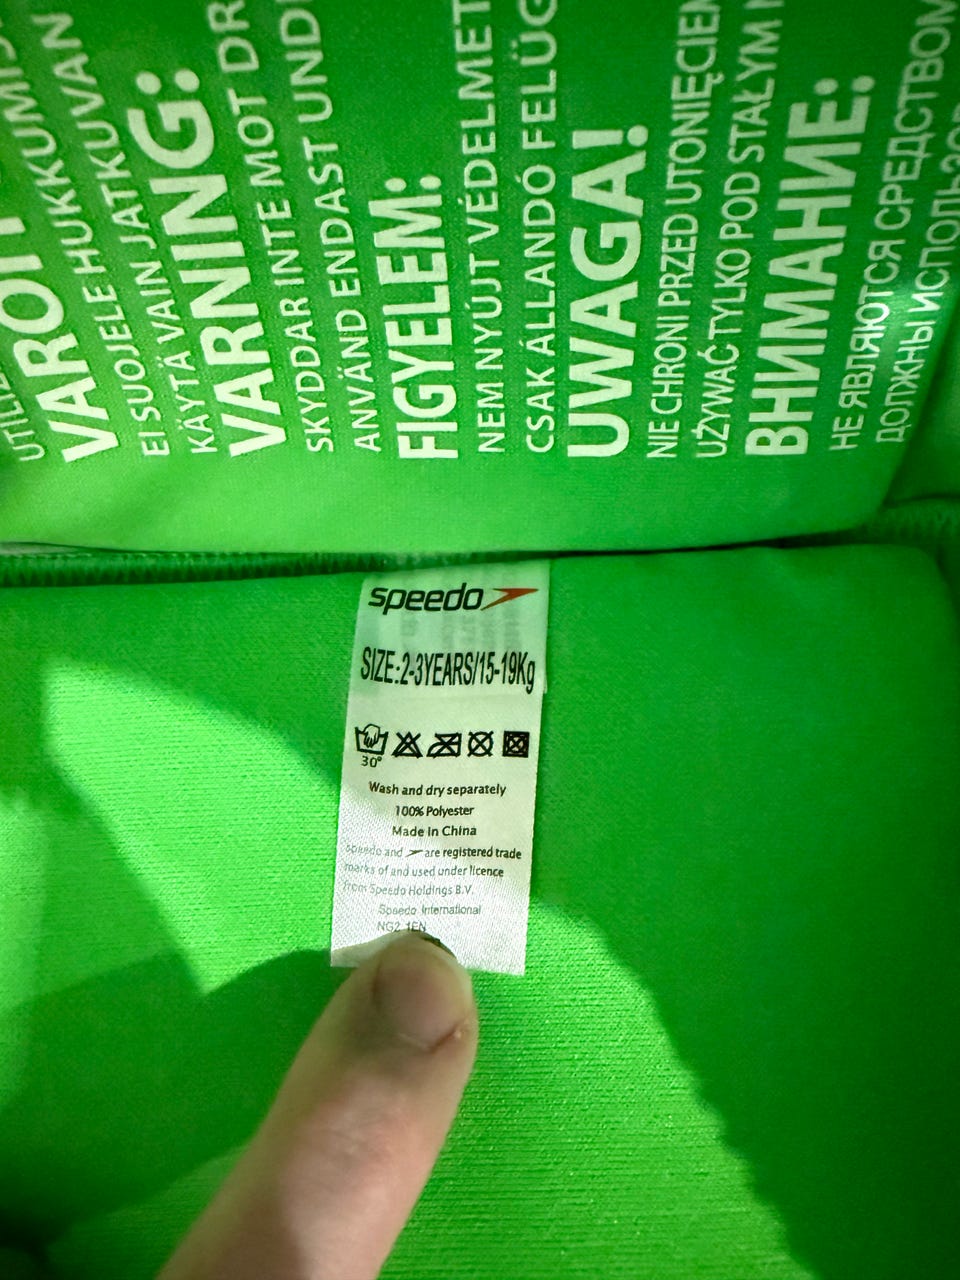 VAROIT
EI SUOJELE HUKKUMIS
KÄYTÄ VAIN JATKUVAN
VARNING:
SKYDDAR INTE MOT DR
ANVÄND ENDAST UND
FIGYELEM:
NEM NYÚJT VÉDELMET
CSAK ÁLLANDÓ FELÜG
UWAGA!
NIE CHRONI PRZED UTONIĘCIEM
UŻYWAĆ TYLKO POD STAŁYM
ВНИМАНИЕ:
НЕ ЯВЛЯЮТСЯ СРЕДСТВОМ
ДОЛЖНЫ ИСПОЛЬЗО
speedo
SIZE:2-3YEARS/15-19Kg
30°
Wash and dry separately
100% Polyester
Made in China
speedo and are registered trade
marks of and used under licence
from Speedo Holdings B.V.
Speedo International
NG2 1EN